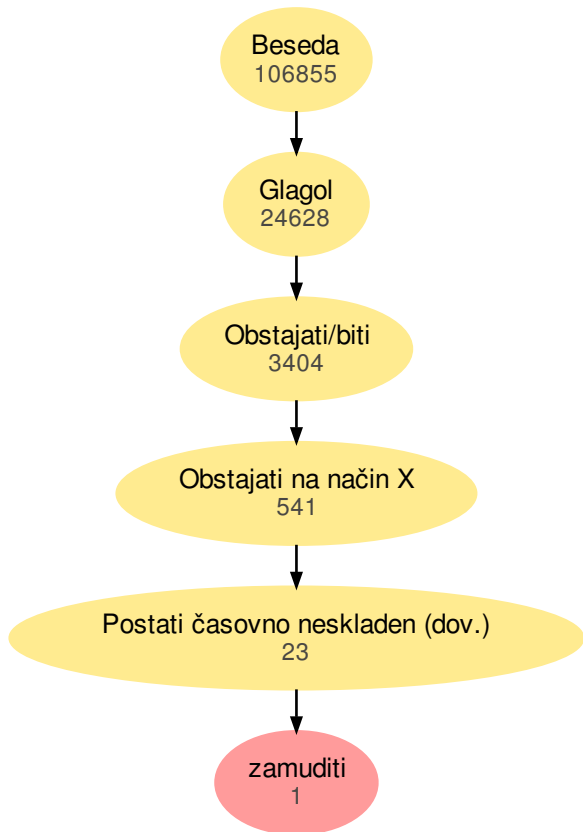 Beseda
106855
Glagol
24628
Obstajati/biti
3404
Obstajati na način X
541
Postati časovno neskladen (dov.)
23
zamuditi
1